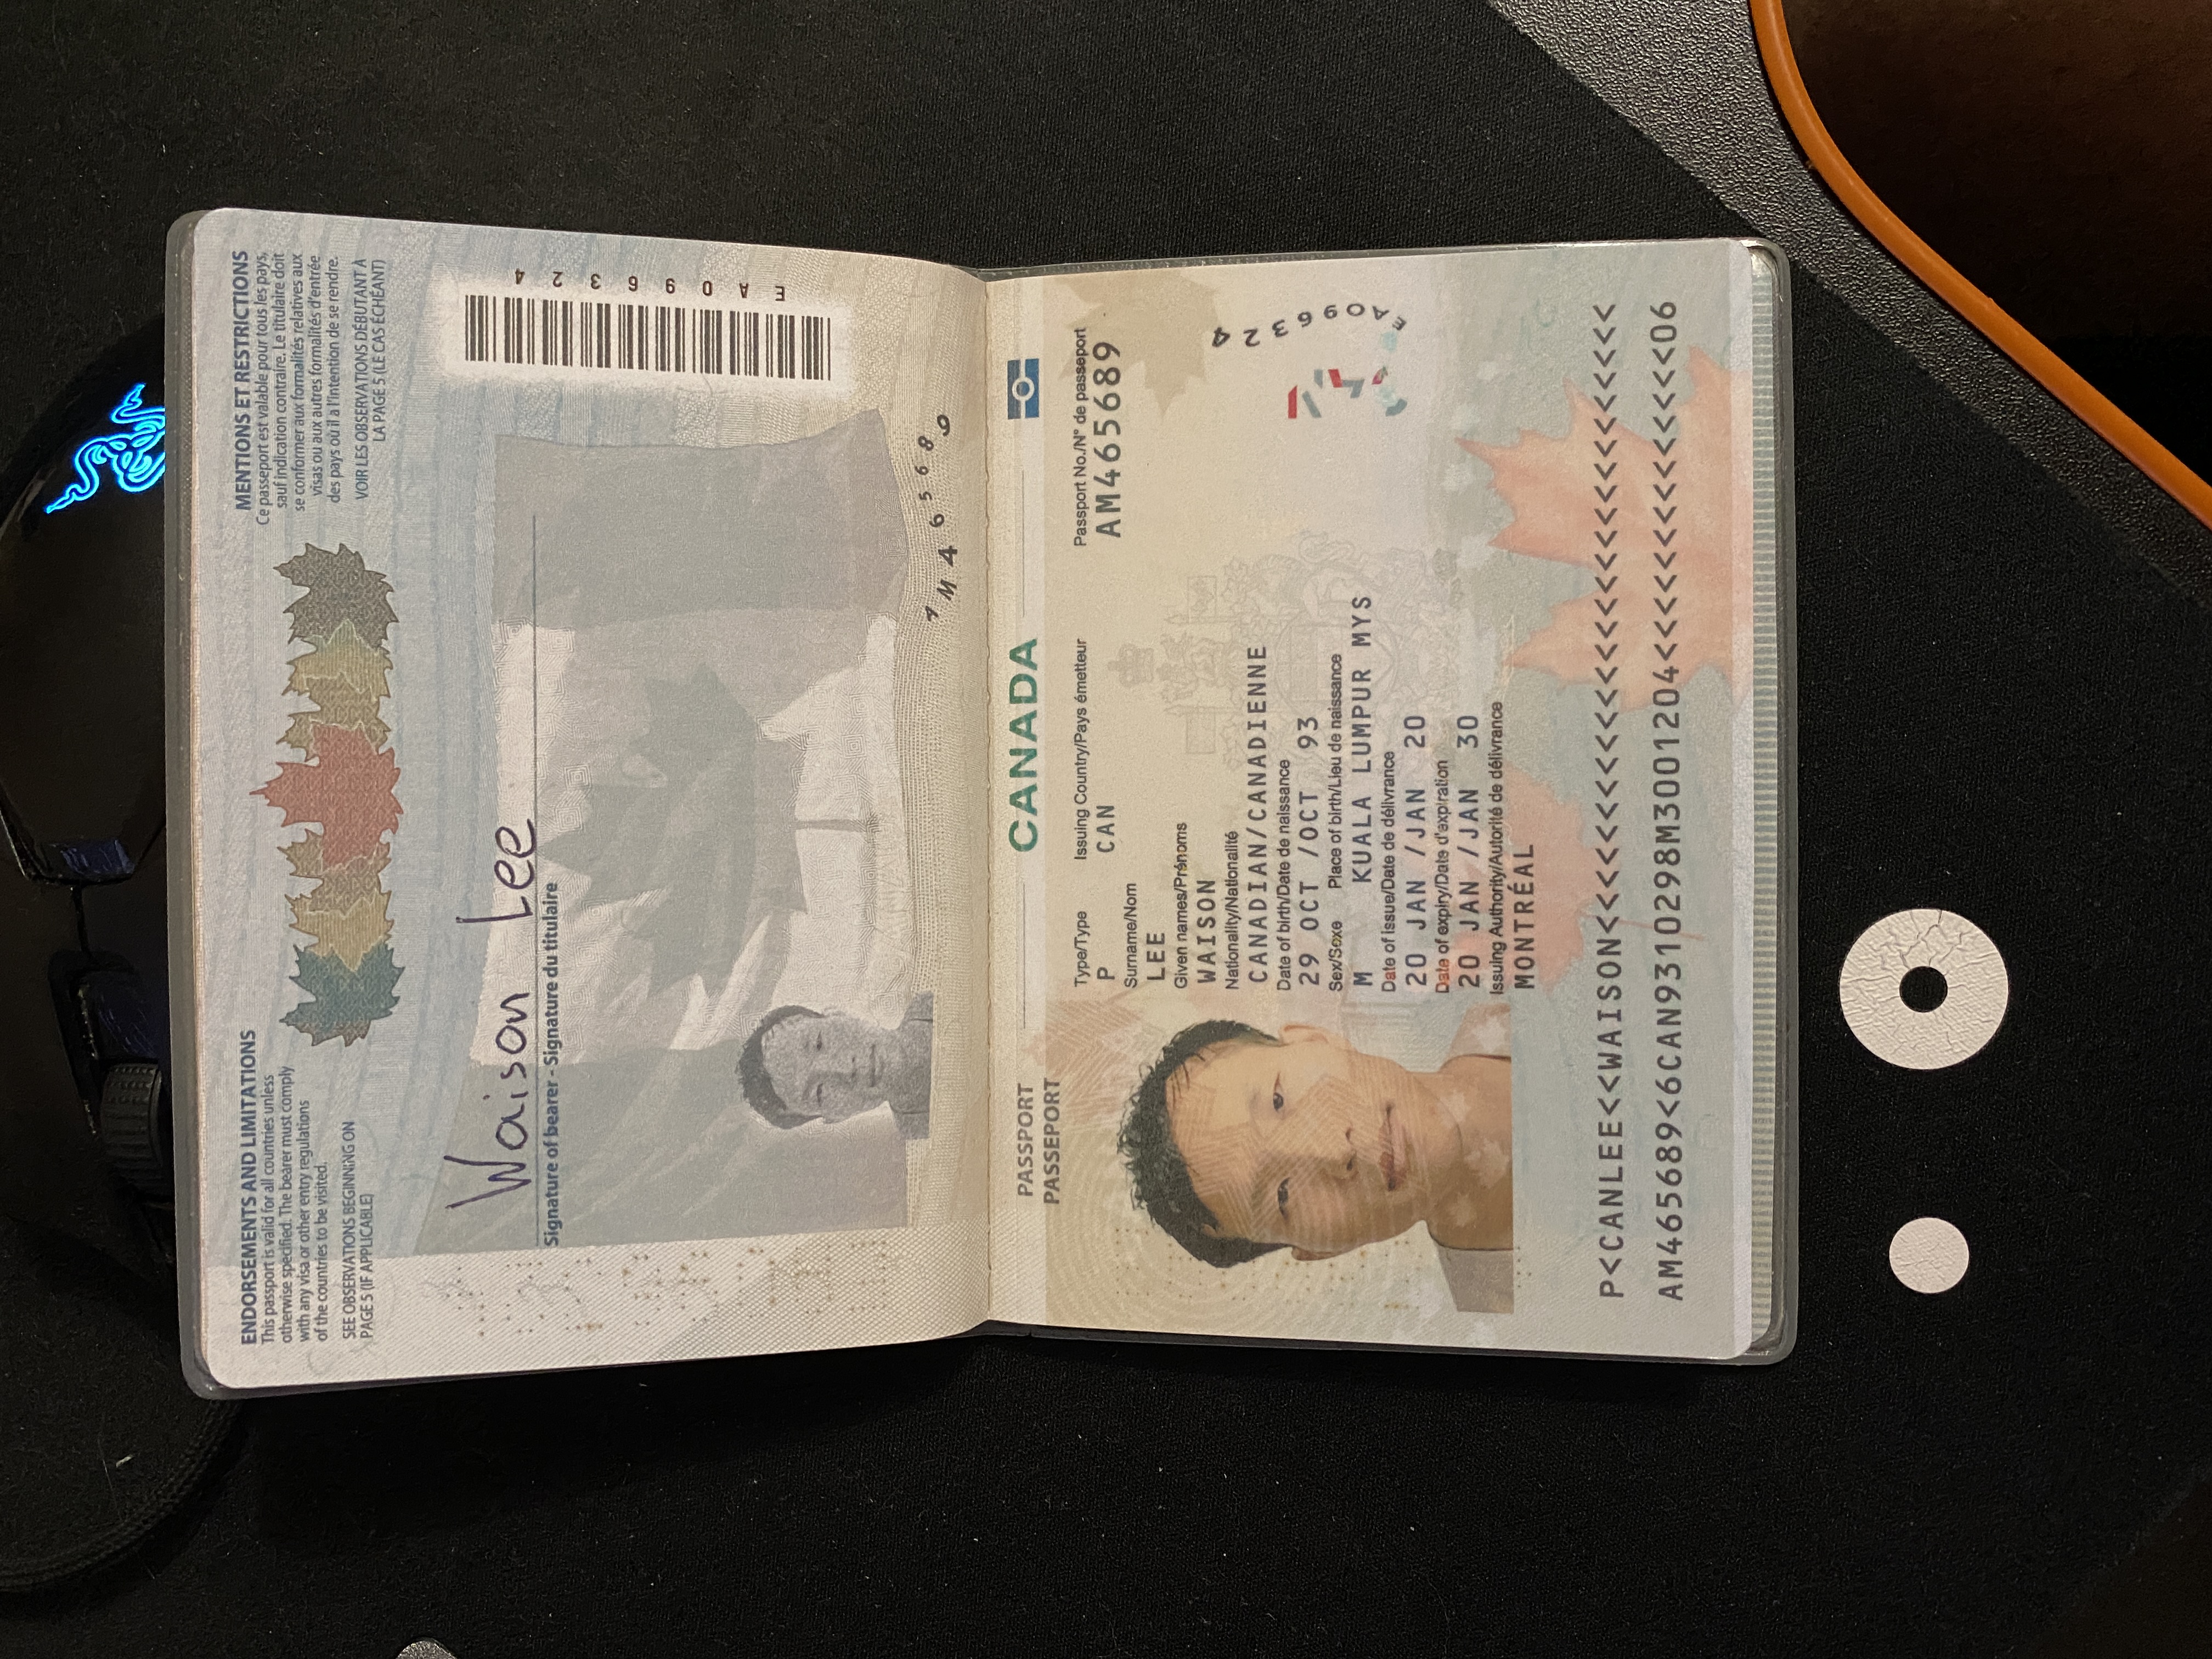 ENDORSEMENTS AND LIMITATIONS
This passport is valid for all countries unless
otherwise specified. The bearer must comply
with any visa or other entry regulations
of the countries to be visited.
SEE OBSERVATIONS BEGINNING ON
PAGE 5 (IF APPLICABLE)
MENTIONS ET RESTRICTIONS
Ce passeport est valable pour tous les pays,
sauf indication contraire. Le titulaire doit
se conformer aux formalités relatives aux
visas ou aux autres formalités d'entrée
des pays où il a l'intention de se rendre.
VOIR LES OBSERVATIONS DÉBUTANT À
LA PAGE 5 (LE CAS ÉCHÉANT)
Waison Lee
Signature of bearer - Signature du titulaire
EA096324
AM465689
PASSPORT
PASSEPORT
CANADA
Type/Type Issuing Country/Pays émetteur Passport No./N° de passeport
P CAN AM465689
Surname/Nom
LEE
Given names/Prénoms
WAISON
Nationality/Nationalité
CANADIAN/CANADIENNE
Date of birth/Date de naissance
29 OCT /OCT 93
Sex/Sexe Place of birth/Lieu de naissance
M KUALA LUMPUR MYS
Date of issue/Date de délivrance
20 JAN /JAN 20
Date of expiry/Date d'expiration
20 JAN /JAN 30
Issuing Authority/Autorité de délivrance
MONTRÉAL
EA096324
P<CANLEE<<WAISON<<<<<<<<<<<<<<<<<<<<<<<<<<<<
AM465689<6CAN9310298M3001204<<<<<<<<<<<<<<06